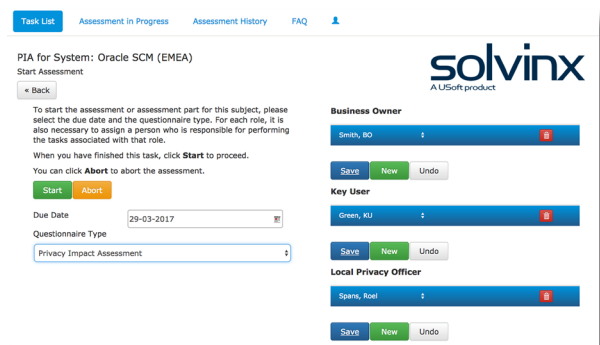 Task List Assessment in Progress Assessment History FAQ
PIA for System: Oracle SCM (EMEA)
Start Assessment
« Back
To start the assessment or assessment part for this subject, please
select the due date and the questionnaire type. For each role, it is
also necessary to assign a person who is responsible for performing
the tasks associated with that role.
When you have finished this task, click Start to proceed.
You can click Abort to abort the assessment.
Start Abort
Due Date
29-03-2017
Questionnaire Type
Privacy Impact Assessment
solvinx
A USoft product
Business Owner
Smith, BO
Save New Undo
Key User
Green, KU
Save New Undo
Local Privacy Officer
Spans, Roel
Save New Undo